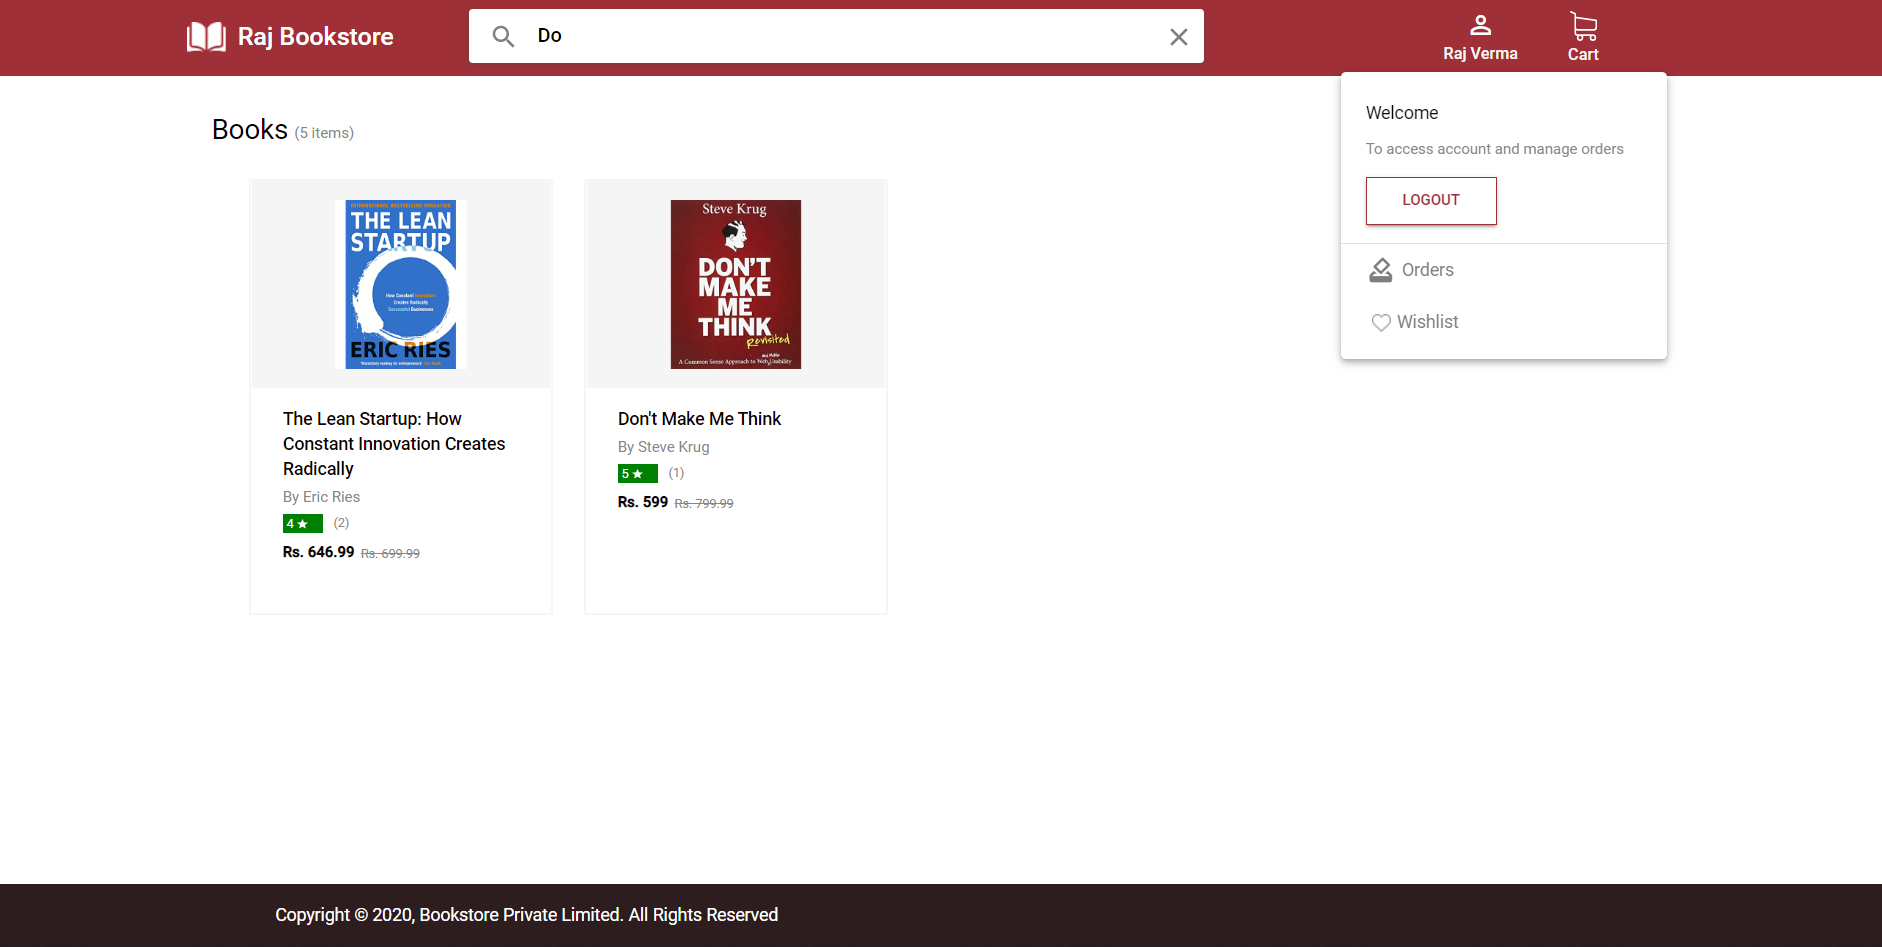 Raj Bookstore
Do
Raj Verma
Cart
Welcome
To access account and manage orders
LOGOUT
Orders
Wishlist
Books (5 items)
INTERNATIONAL BESTSELLING SENSATION
THE LEAN
STARTUP
How Constant Innovation
Creates Radically
Successful Businesses
ERIC RIES
The Lean Startup: How
Constant Innovation Creates
Radically
By Eric Ries
4 ★ (2)
Rs. 646.99 Rs. 699.99
Steve Krug
DON'T
MAKE
ME
THINK
Revisited
and Mobile
A Common Sense Approach to Web Usability
Don't Make Me Think
By Steve Krug
5 ★ (1)
Rs. 599 Rs. 799.99
Copyright © 2020, Bookstore Private Limited. All Rights Reserved